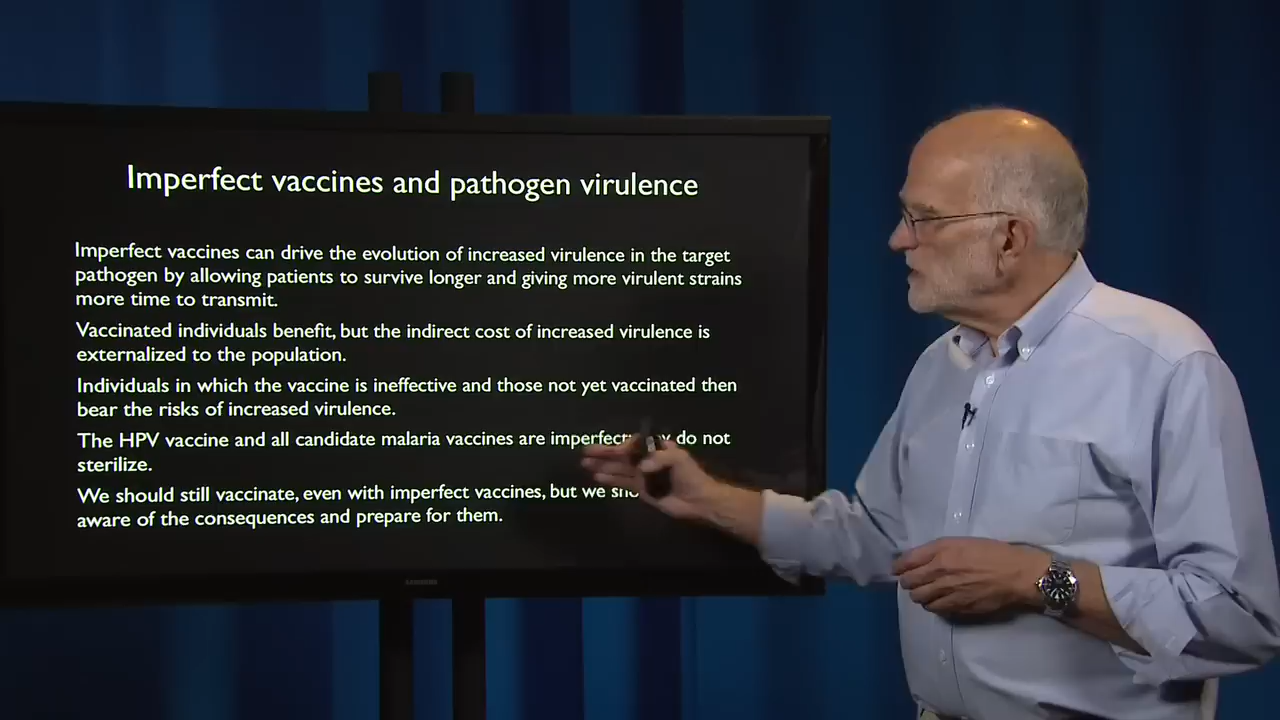 Imperfect vaccines and pathogen virulence
Imperfect vaccines can drive the evolution of increased virulence in the target
pathogen by allowing patients to survive longer and giving more virulent strains
more time to transmit.
Vaccinated individuals benefit, but the indirect cost of increased virulence is
externalized to the population.
Individuals in which the vaccine is ineffective and those not yet vaccinated then
bear the risks of increased virulence.
The HPV vaccine and all candidate malaria vaccines are imperfect: do not
sterilize.
We should still vaccinate, even with imperfect vaccines, but we
aware of the consequences and prepare for them.
SAMSUNG